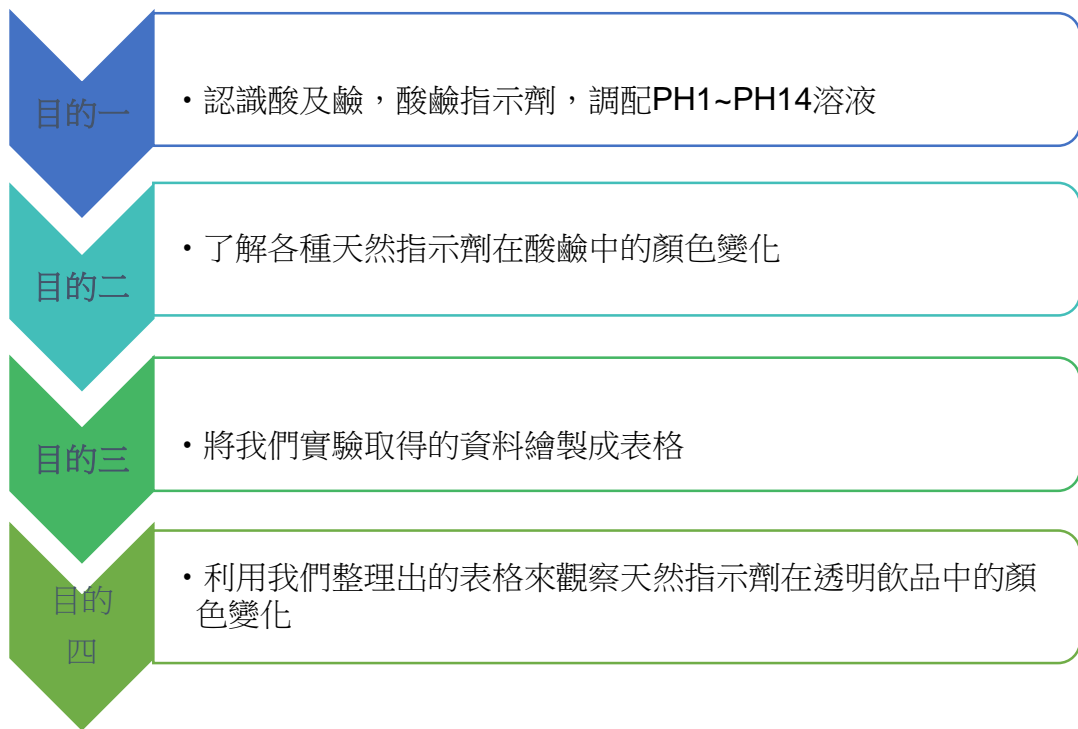 目的一
•認識酸及鹼，酸鹼指示劑，調配PH1~PH14溶液
目的二
•了解各種天然指示劑在酸鹼中的顏色變化
目的三
•將我們實驗取得的資料繪製成表格
目的
四
•利用我們整理出的表格來觀察天然指示劑在透明飲品中的顏
色變化